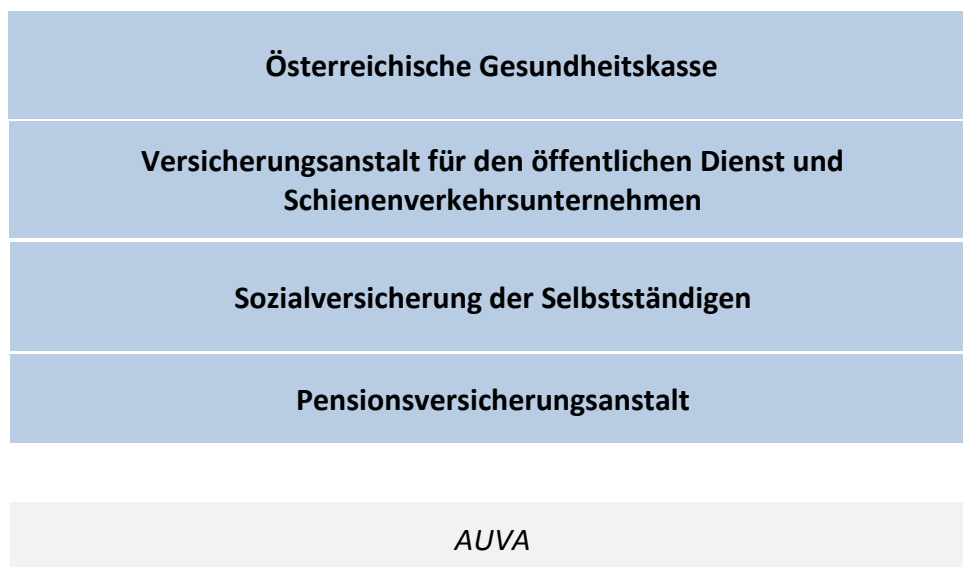 Österreichische Gesundheitskasse
Versicherungsanstalt für den öffentlichen Dienst und
Schienenverkehrsunternehmen
Sozialversicherung der Selbstständigen
Pensionsversicherungsanstalt
AUVA